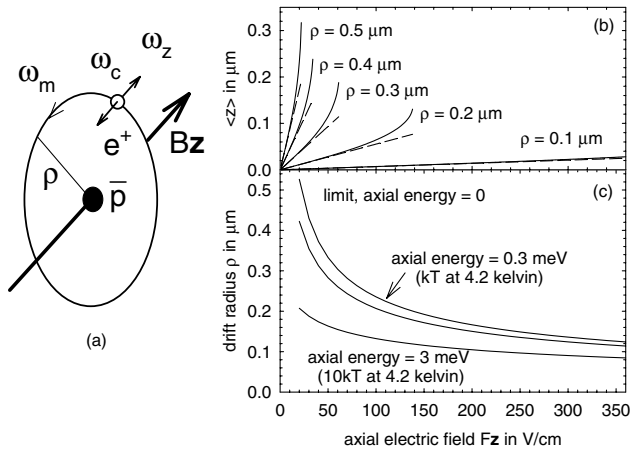 ω_z
ω_c
ω_m
e⁺
Bz
ρ
p̅
(a)
(b)
<z> in μm
0.3
0.2
0.1
0.0
ρ = 0.5 μm
ρ = 0.4 μm
ρ = 0.3 μm
ρ = 0.2 μm
ρ = 0.1 μm
(c)
drift radius ρ in μm
0.5
0.4
0.3
0.2
0.1
0.0
limit, axial energy = 0
axial energy = 0.3 meV
(kT at 4.2 kelvin)
axial energy = 3 meV
(10kT at 4.2 kelvin)
0 50 100 150 200 250 300 350
axial electric field Fz in V/cm